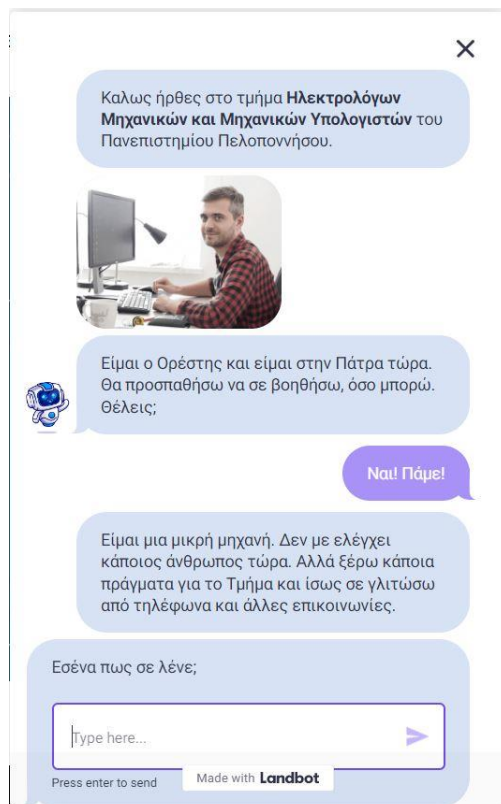 Καλως ήρθες στο τμήμα Ηλεκτρολόγων
Μηχανικών και Μηχανικών Υπολογιστών του
Πανεπιστημίου Πελοποννήσου.
Είμαι ο Ορέστης και είμαι στην Πάτρα τώρα.
Θα προσπαθήσω να σε βοηθήσω, όσο μπορώ.
Θέλεις;
Ναι! Πάμε!
Είμαι μια μικρή μηχανή. Δεν με ελέγχει
κάποιος άνθρωπος τώρα. Αλλά ξέρω κάποια
πράγματα για το Τμήμα και ίσως σε γλιτώσω
από τηλέφωνα και άλλες επικοινωνίες.
Εσένα πως σε λένε;
Type here...
Press enter to send
Made with Landbot